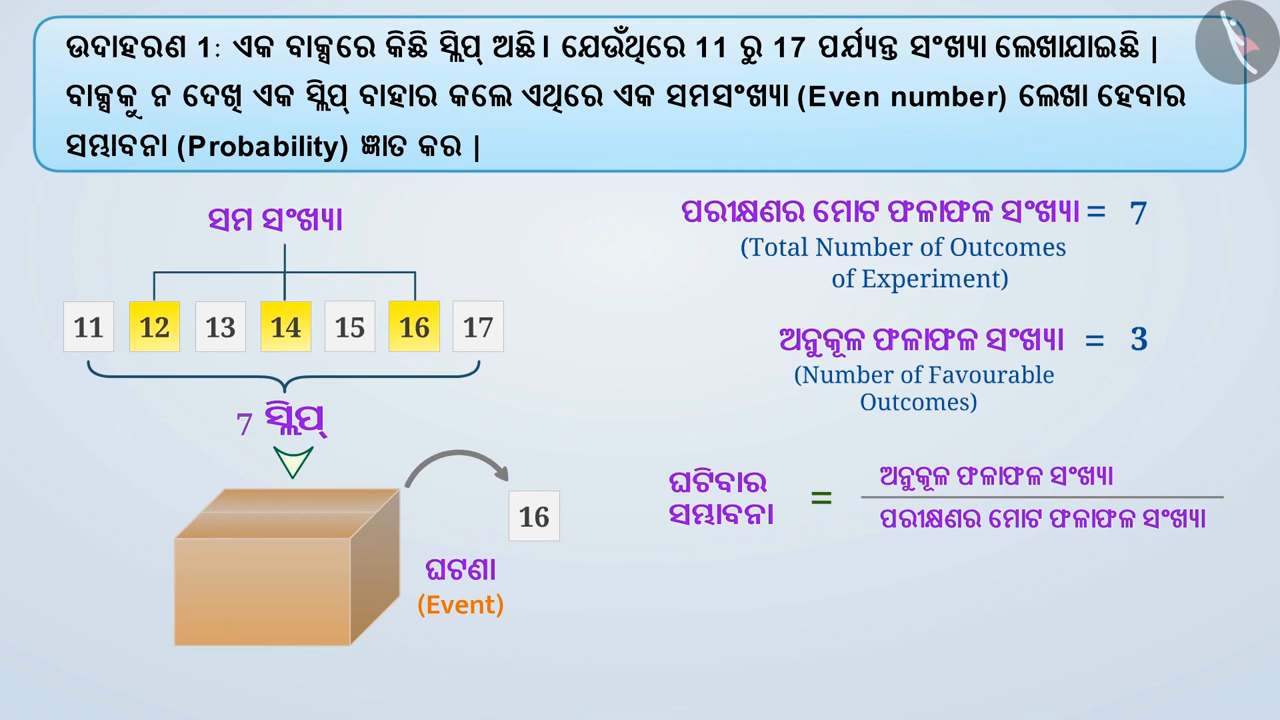 ଉଦାହରଣ 1: ଏକ ବାକ୍ସରେ କିଛି ସ୍ଲିପ୍ ଅଛି। ଯେଉଁଥିରେ 11 ରୁ 17 ପର୍ଯ୍ୟନ୍ତ ସଂଖ୍ୟା ଲେଖାଯାଇଛି |
ବାକ୍ସକୁ ନ ଦେଖି ଏକ ସ୍ଲିପ୍ ବାହାର କଲେ ଏଥିରେ ଏକ ସମସଂଖ୍ୟା (Even number) ଲେଖା ହେବାର
ସମ୍ଭାବନା (Probability) ଜ୍ଞାତ କର |
ସମ ସଂଖ୍ୟା
11 12 13 14 15 16 17
7 ସ୍ଲିପ୍
16
ଘଟଣା
(Event)
ପରୀକ୍ଷଣର ମୋଟ ଫଳାଫଳ ସଂଖ୍ୟା = 7
(Total Number of Outcomes
of Experiment)
ଅନୁକୂଳ ଫଳାଫଳ ସଂଖ୍ୟା = 3
(Number of Favourable
Outcomes)
ଘଟିବାର
ସମ୍ଭାବନା
=
ଅନୁକୂଳ ଫଳାଫଳ ସଂଖ୍ୟା
ପରୀକ୍ଷଣର ମୋଟ ଫଳାଫଳ ସଂଖ୍ୟା